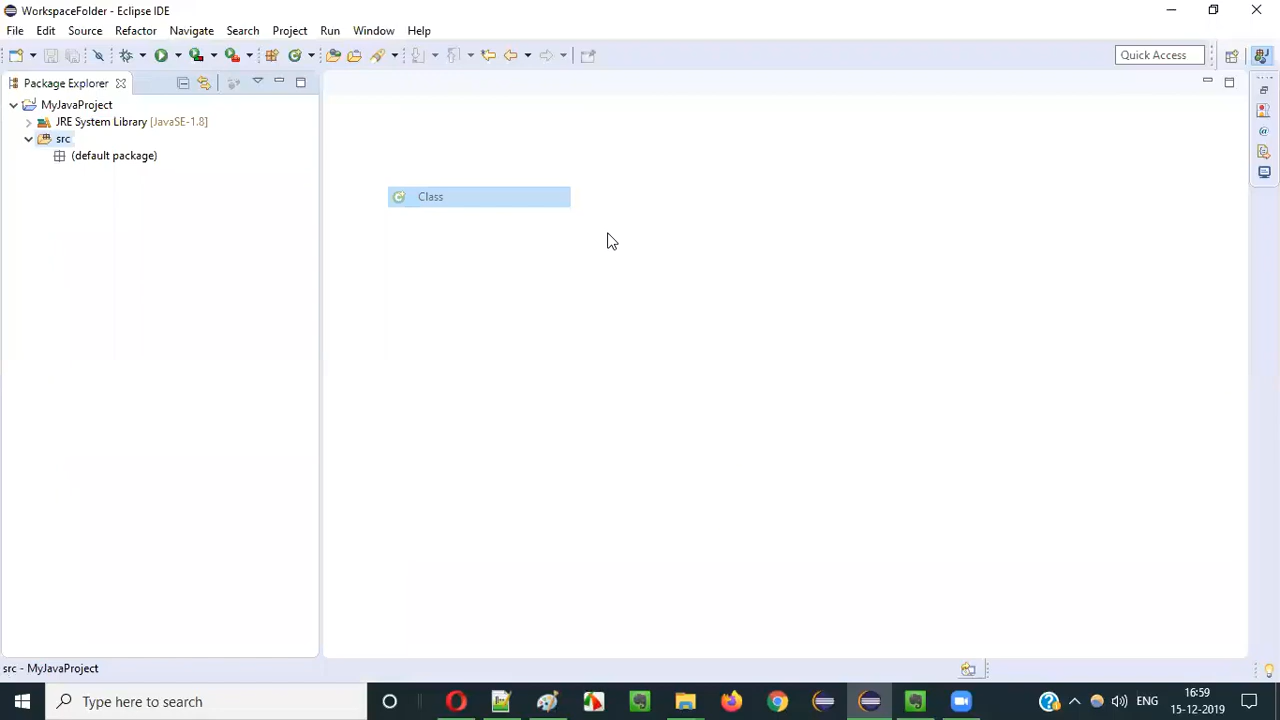 WorkspaceFolder - Eclipse IDE
File Edit Source Refactor Navigate Search Project Run Window Help
Quick Access
Package Explorer
MyJavaProject
JRE System Library [JavaSE-1.8]
src
(default package)
Class
src - MyJavaProject
Type here to search
ENG
16:59
15-12-2019